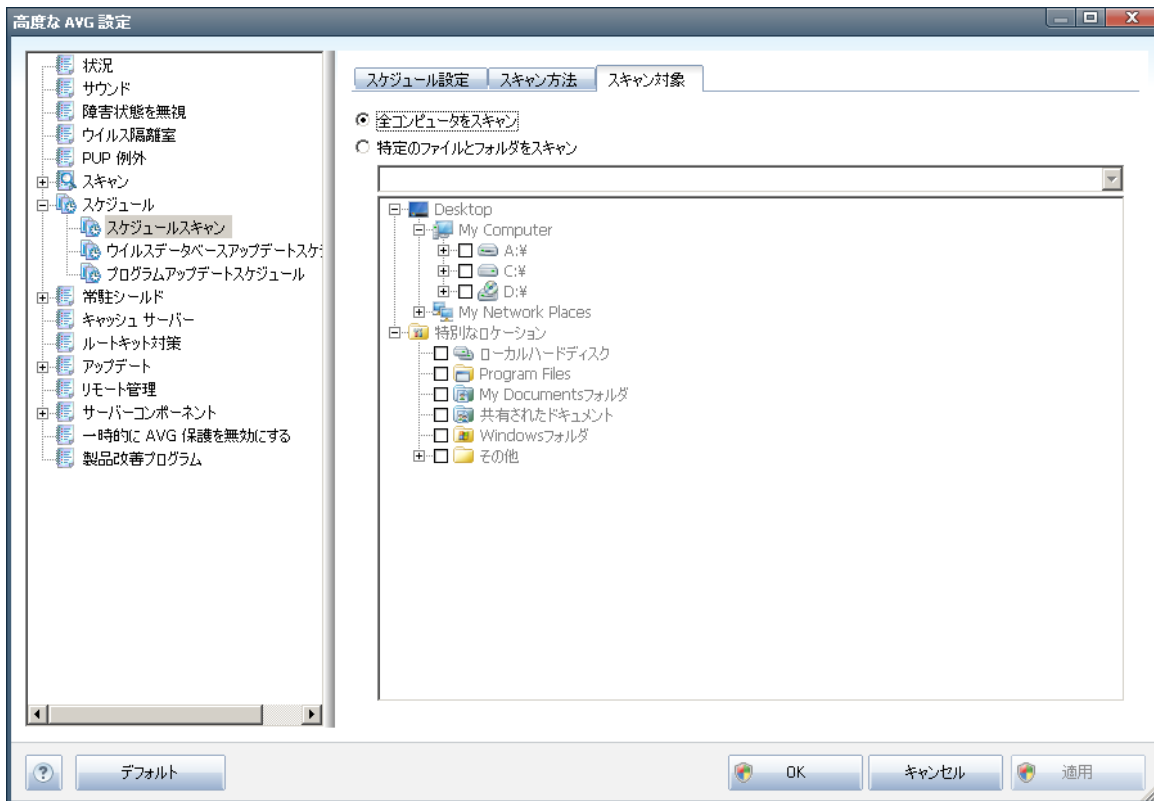 高度な AVG 設定
状況
サウンド
障害状態を無視
ウイルス隔離室
PUP 例外
スキャン
スケジュール
スケジュールスキャン
ウイルスデータベースアップデートスケ
プログラムアップデートスケジュール
常駐シールド
キャッシュ サーバー
ルートキット対策
アップデート
リモート管理
サーバーコンポーネント
一時的に AVG 保護を無効にする
製品改善プログラム
スケジュール設定 スキャン方法 スキャン対象
全コンピュータをスキャン
特定のファイルとフォルダをスキャン
Desktop
My Computer
A:¥
C:¥
D:¥
My Network Places
特別なロケーション
ローカルハードディスク
Program Files
My Documentsフォルダ
共有されたドキュメント
Windowsフォルダ
その他
? デフォルト OK キャンセル 適用